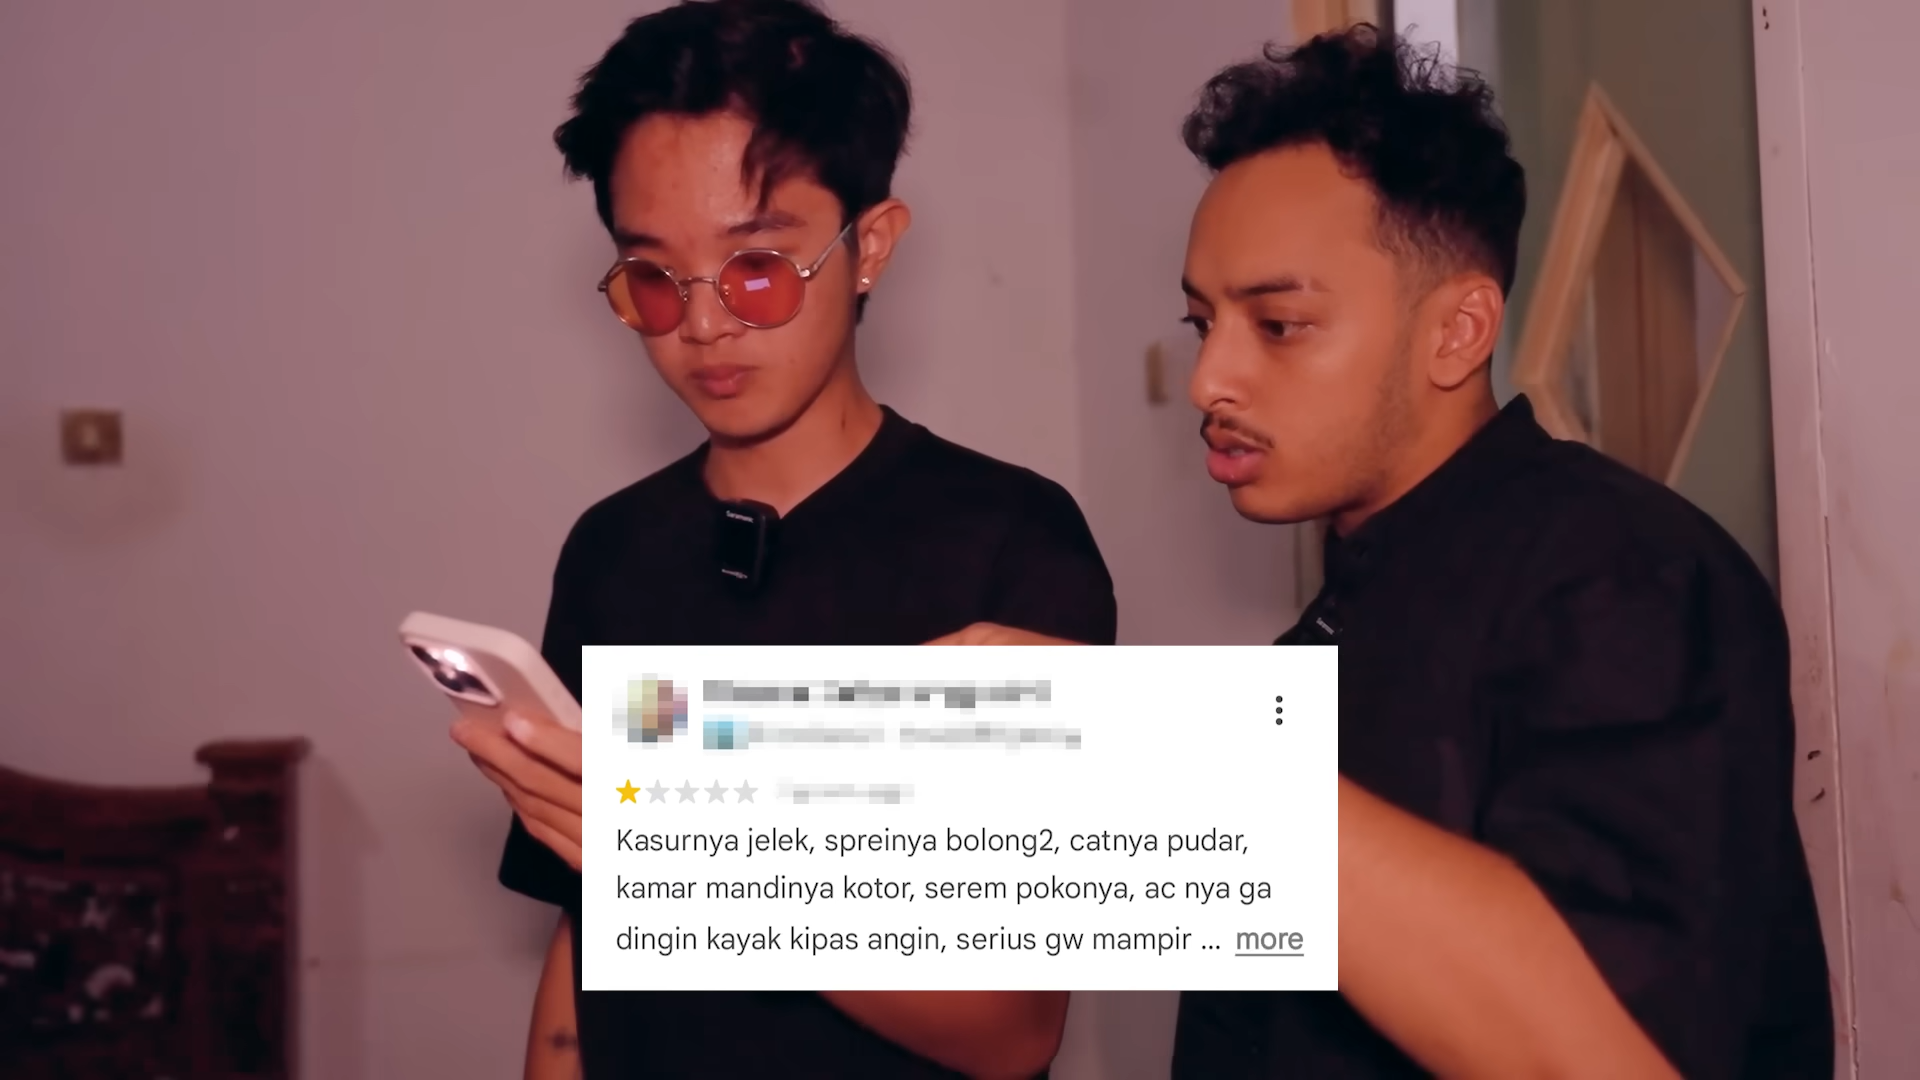 Saramonic
Kasurnya jelek, spreinya bolong2, catnya pudar,
kamar mandinya kotor, serem pokonya, ac nya ga
dingin kayak kipas angin, serius gw mampir ... more